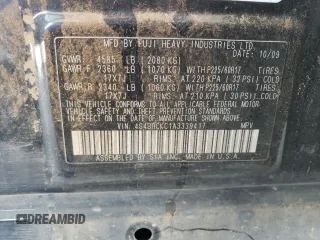 MFD. BY FUJI HEAVY INDUSTRIES LTD.
DATE 10/09
GVWR: 4585 LB (2080 KG)
GAWR: F 2360 LB (1070 KG) WITH P225/60R17 TIRES,
17X7J RIMS, AT 220 KPA ( 32 PSI) COLD
GAWR: R 2340 LB (1060 KG) WITH P225/60R17 TIRES,
17X7J RIMS, AT 210 KPA ( PSI) COLD
THIS VEHICLE CONFORMS TO ALL APPLICABLE FEDERAL MOTOR
VEHICLE SAFETY AND THEFT PREVENTION STANDARDS IN
EFFECT ON THE DATE OF MANUFACTURE SHOWN ABOVE.
VIN: MPV
ASSEMBLED BY SIA INC. IN U.S.A.
DREAMBID